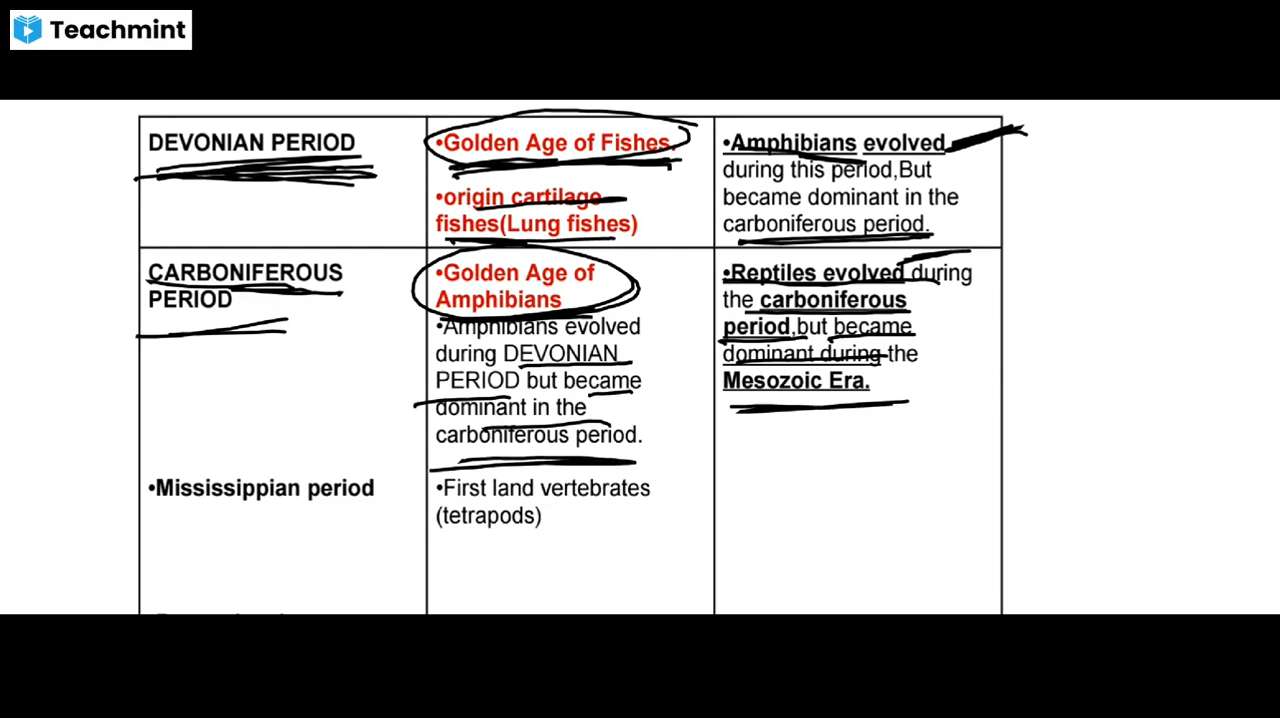 Teachmint
DEVONIAN PERIOD
•Golden Age of Fishes.
•origin cartilage
fishes(Lung fishes)
•Amphibians evolved
during this period,But
became dominant in the
carboniferous period.
CARBONIFEROUS
PERIOD
•Golden Age of
Amphibians
•Amphibians evolved
during DEVONIAN
PERIOD but became
dominant in the
carboniferous period.
•Reptiles evolved during
the carboniferous
period,but became
dominant during the
Mesozoic Era.
•Mississippian period
•First land vertebrates
(tetrapods)